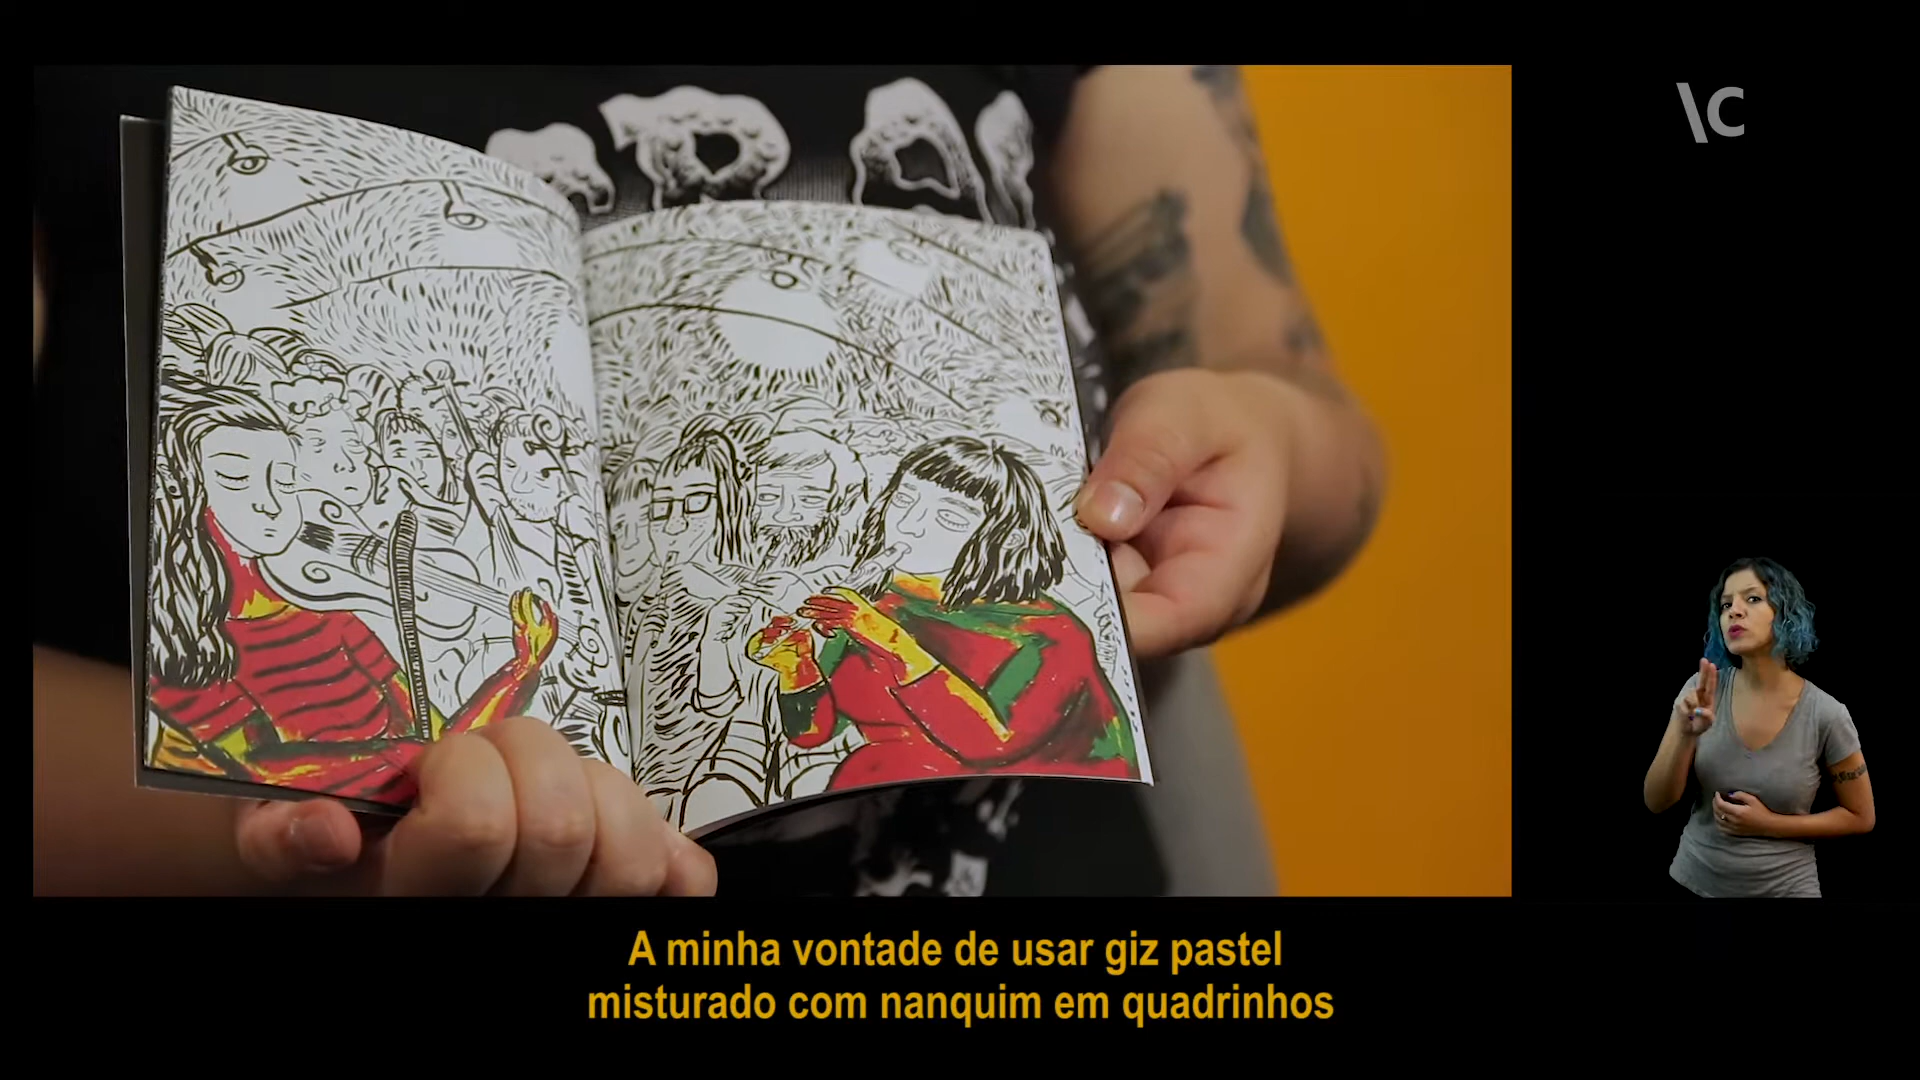 \C
A minha vontade de usar giz pastel
misturado com nanquim em quadrinhos